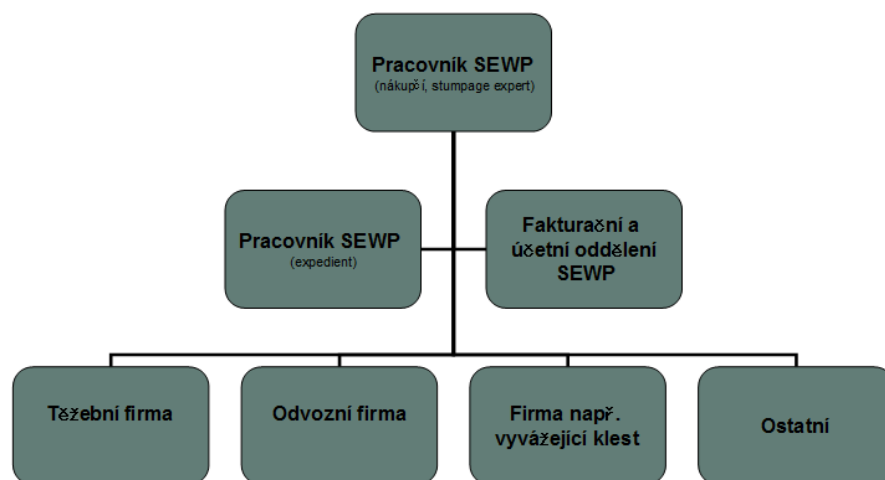 Pracovník SEWP
(nákupčí, stumpage expert)
Pracovník SEWP
(expedient)
Fakturační a
účetní oddělení
SEWP
Těžební firma
Odvozní firma
Firma např.
vyvážející klest
Ostatní